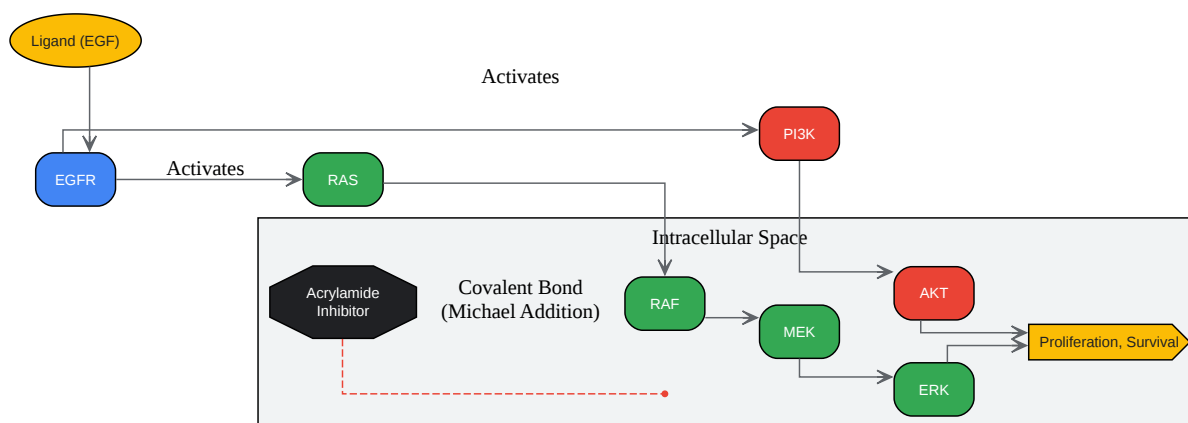 Ligand (EGF)
Activates
PI3K
EGFR
Activates
RAS
Intracellular Space
Acrylamide
Inhibitor
Covalent Bond
(Michael Addition)
RAF
AKT
MEK
Proliferation, Survival
ERK